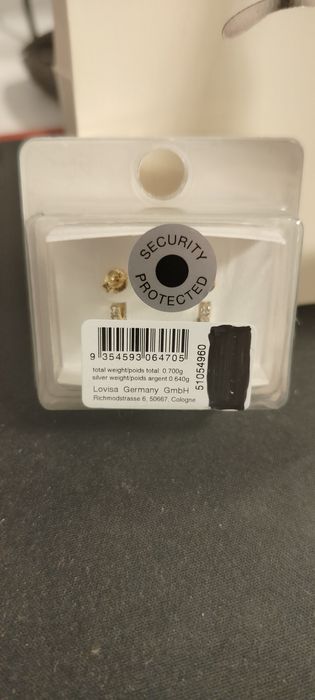 SECURITY
PROTECTED
9 354593 064705
total weight/poids total: 0.700g
silver weight/poids argent:0.640g
Lovisa Germany GmbH
Richmodstrasse 6, 50667, Cologne
51054960